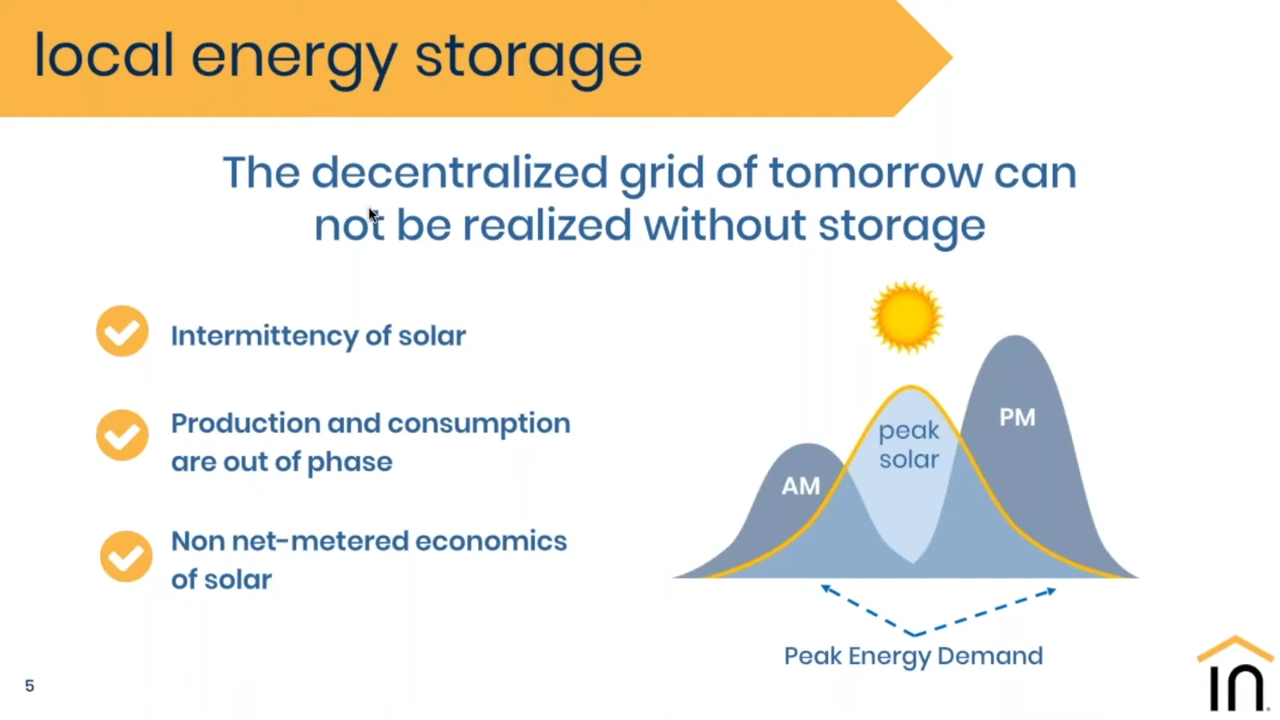 local energy storage
The decentralized grid of tomorrow can
not be realized without storage
Intermittency of solar
Production and consumption
are out of phase
Non net-metered economics
of solar
peak
solar
AM
PM
Peak Energy Demand
5
in.